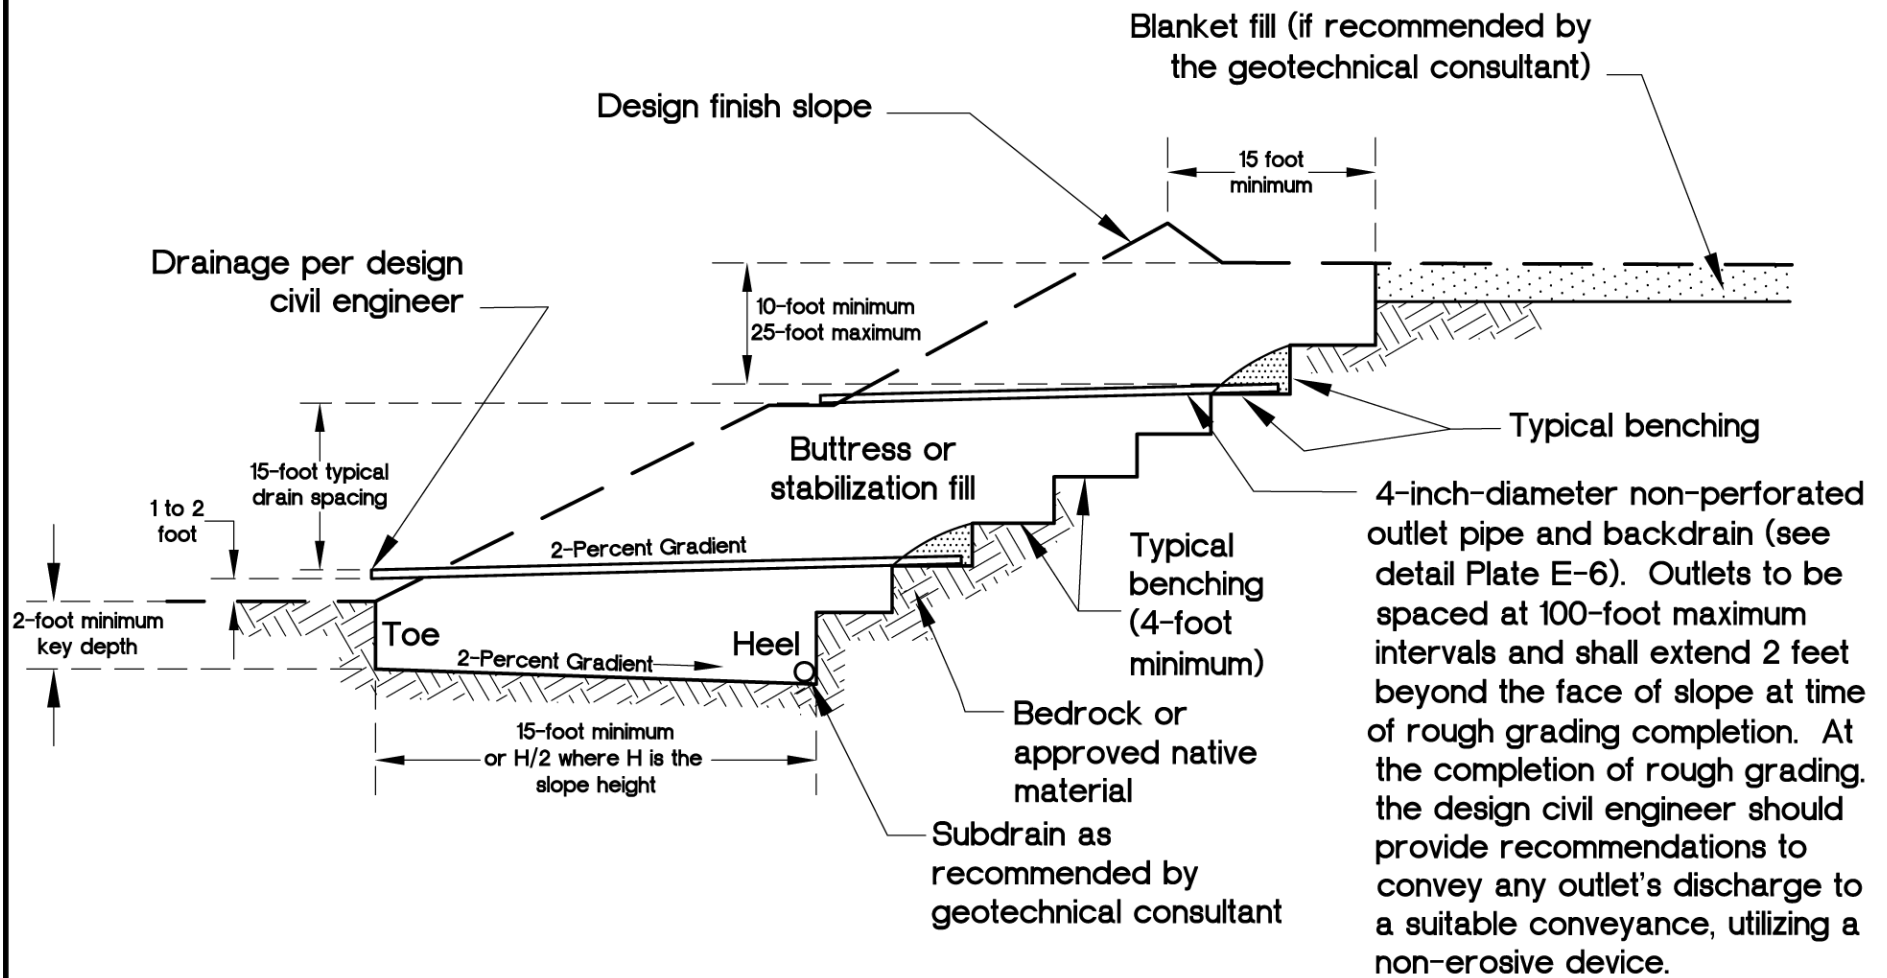 Blanket fill (if recommended by
the geotechnical consultant)
Design finish slope
15 foot
minimum
Drainage per design
civil engineer
10-foot minimum
25-foot maximum
15-foot typical
drain spacing
1 to 2
foot
2-foot minimum
key depth
Buttress or
stabilization fill
2-Percent Gradient
Toe
Heel
2-Percent Gradient
15-foot minimum
or H/2 where H is the
slope height
Typical benching
Typical
benching
(4-foot
minimum)
Bedrock or
approved native
material
Subdrain as
recommended by
geotechnical consultant
4-inch-diameter non-perforated
outlet pipe and backdrain (see
detail Plate E-6). Outlets to be
spaced at 100-foot maximum
intervals and shall extend 2 feet
beyond the face of slope at time
of rough grading completion. At
the completion of rough grading.
the design civil engineer should
provide recommendations to
convey any outlet's discharge to
a suitable conveyance, utilizing a
non-erosive device.